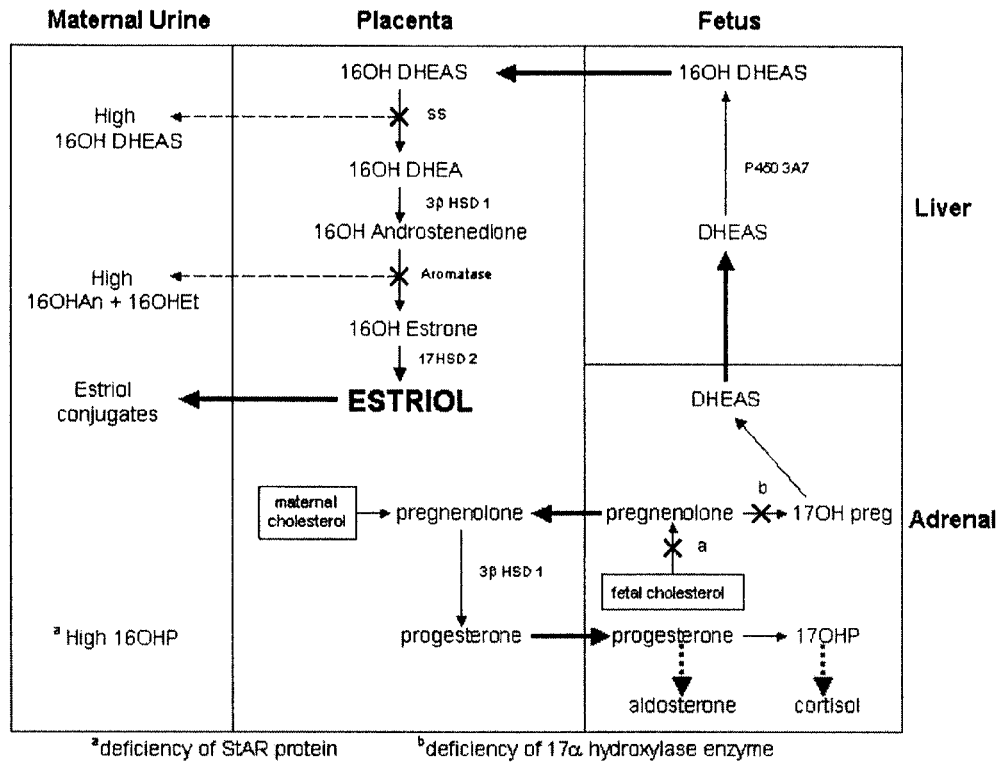 Maternal Urine Placenta Fetus
16OH DHEAS 16OH DHEAS
SS
High
16OH DHEAS
16OH DHEA
P450 3A7
3β HSD 1
Liver
16OH Androstenedione DHEAS
Aromatase
High
16OHAn + 16OHEt
16OH Estrone
17HSD 2
Estriol
conjugates
ESTRIOL DHEAS
b
maternal
cholesterol
pregnenolone pregnenolone 17OH preg
Adrenal
a
3β HSD 1
fetal cholesterol
a High 16OHP progesterone progesterone 17OHP
aldosterone cortisol
a deficiency of StAR protein b deficiency of 17α hydroxylase enzyme